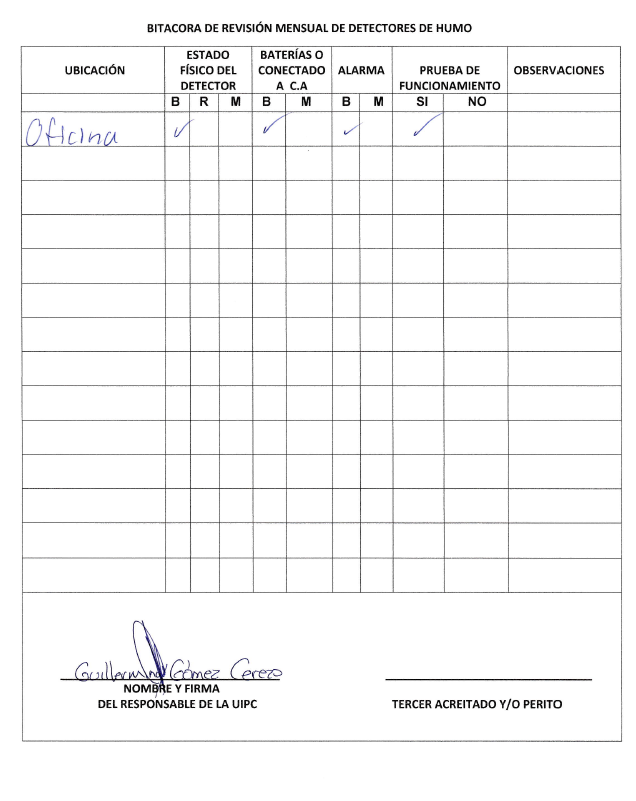 BITACORA DE REVISIÓN MENSUAL DE DETECTORES DE HUMO
UBICACIÓN
ESTADO
FÍSICO DEL
DETECTOR
BATERÍAS O
CONECTADO
A C.A
ALARMA
PRUEBA DE
FUNCIONAMIENTO
OBSERVACIONES
B R M B M B M SI NO
Oficina ✓ ✓ ✓ ✓
Guillermo Gómez Cerezo
NOMBRE Y FIRMA
DEL RESPONSABLE DE LA UIPC
TERCER ACREDITADO Y/O PERITO